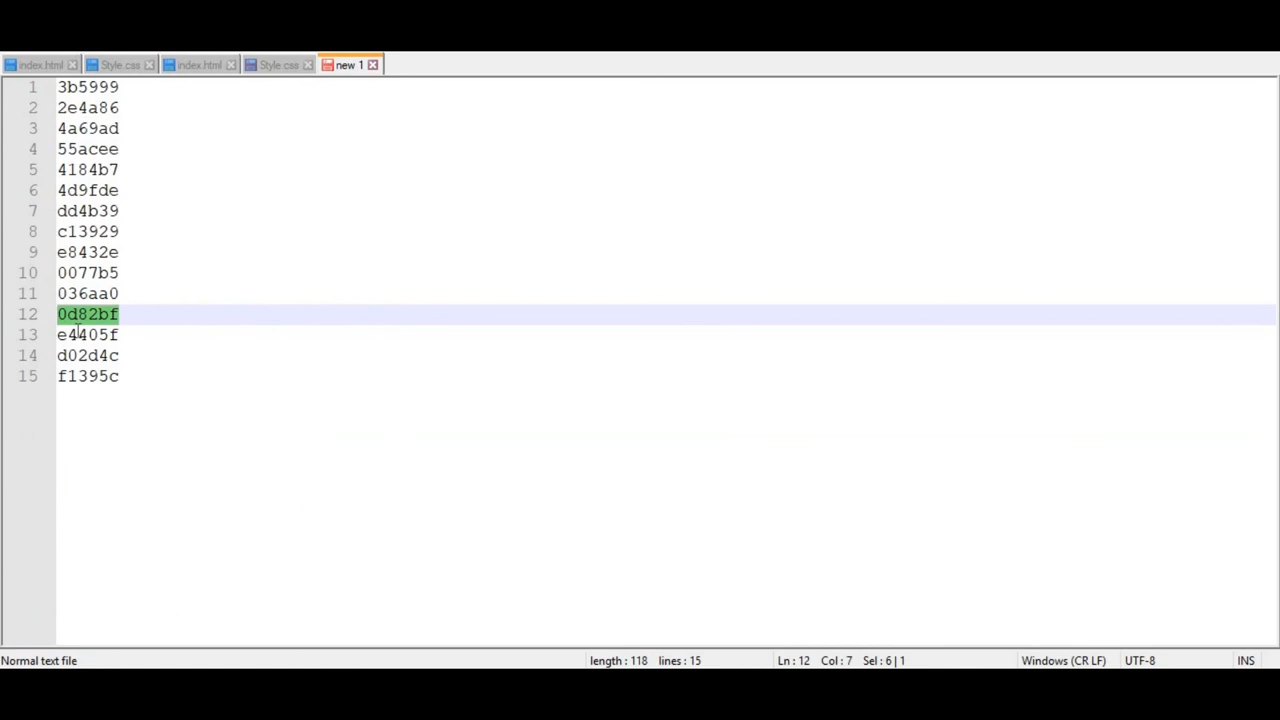 index.html Style.css index.html Style.css new 1
1 3b5999
2 2e4a86
3 4a69ad
4 55acee
5 4184b7
6 4d9fde
7 dd4b39
8 c13929
9 e8432e
10 0077b5
11 036aa0
12 0d82bf
13 e4405f
14 d02d4c
15 f1395c
Normal text file length : 118 lines : 15 Ln : 12 Col : 7 Sel : 6 | 1 Windows (CR LF) UTF-8 INS